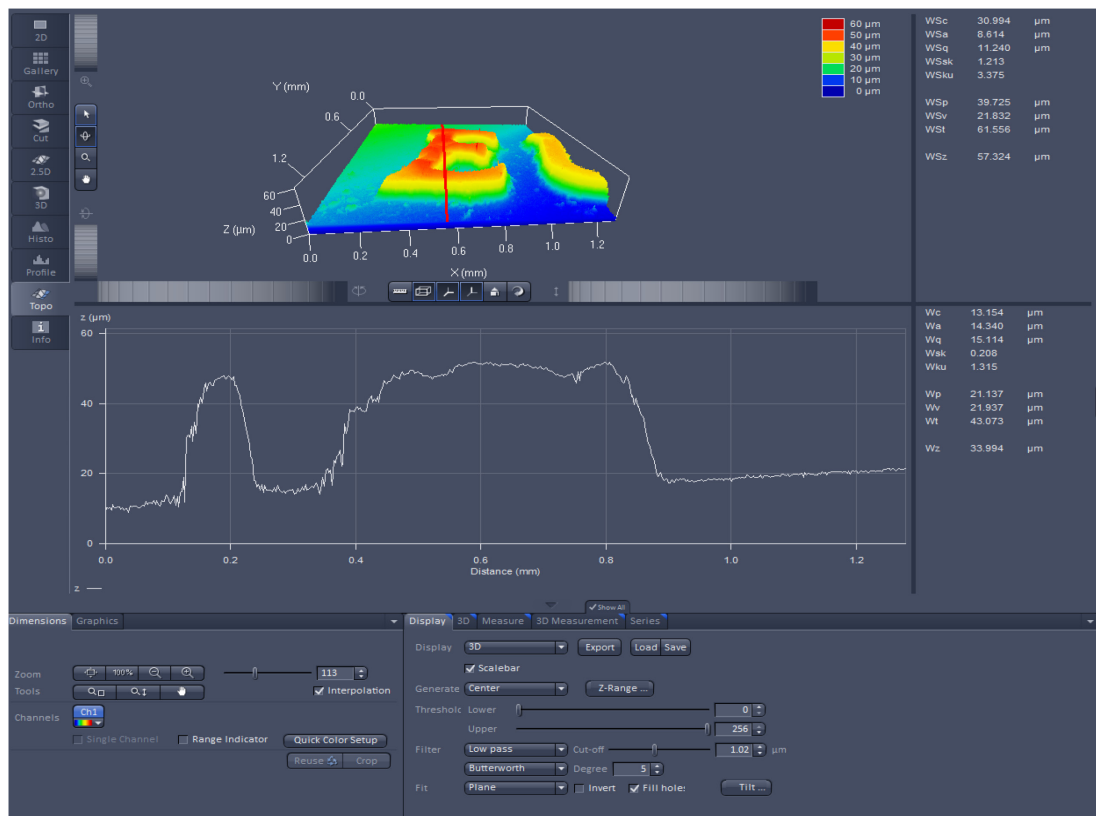 2D
Gallery
Ortho
Cut
2.5D
3D
Histo
Profile
Topo
Info
Y (mm)
0.0
0.6
1.2
60
40
20
0
Z (µm)
0.0 0.2 0.4 0.6 0.8 1.0 1.2
X (mm)
E
60 µm
50 µm
40 µm
30 µm
20 µm
10 µm
0 µm
WSc 30.994 µm
WSa 8.614 µm
WSq 11.240 µm
WSsk 1.213
WSku 3.375
WSp 39.725 µm
WSv 21.832 µm
WSt 61.556 µm
WSz 57.324 µm
z (µm)
60
40
20
0
0.0 0.2 0.4 0.6 0.8 1.0 1.2
Distance (mm)
z
Wc 13.154 µm
Wa 14.340 µm
Wq 15.114 µm
Wsk 0.208
Wku 1.315
Wp 21.137 µm
Wv 21.937 µm
Wt 43.073 µm
Wz 33.994 µm
Show All
Dimensions Graphics
Zoom 100% 113
Tools Interpolation
Channels Ch1
Single Channel Range Indicator Quick Color Setup
Reuse Crop
Display 3D Measure 3D Measurement Series
Display 3D Export Load Save
Scalebar
Generate Center Z-Range ...
Threshold Lower 0
Upper 256
Filter Low pass Cut-off 1.02 µm
Butterworth Degree 5
Fit Plane Invert Fill holes Tilt ...